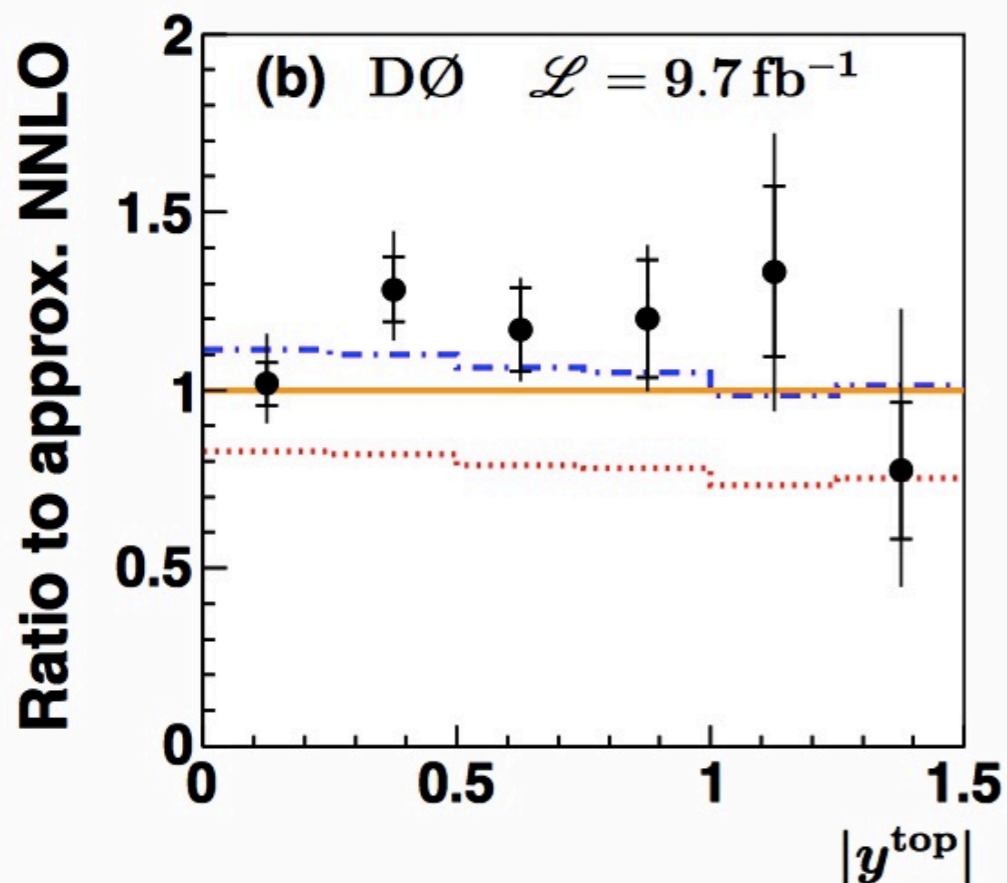 Ratio to approx. NNLO
2
(b) DØ ℒ = 9.7 fb⁻¹
1.5
1
0.5
0
0 0.5 1 1.5
|y^top|